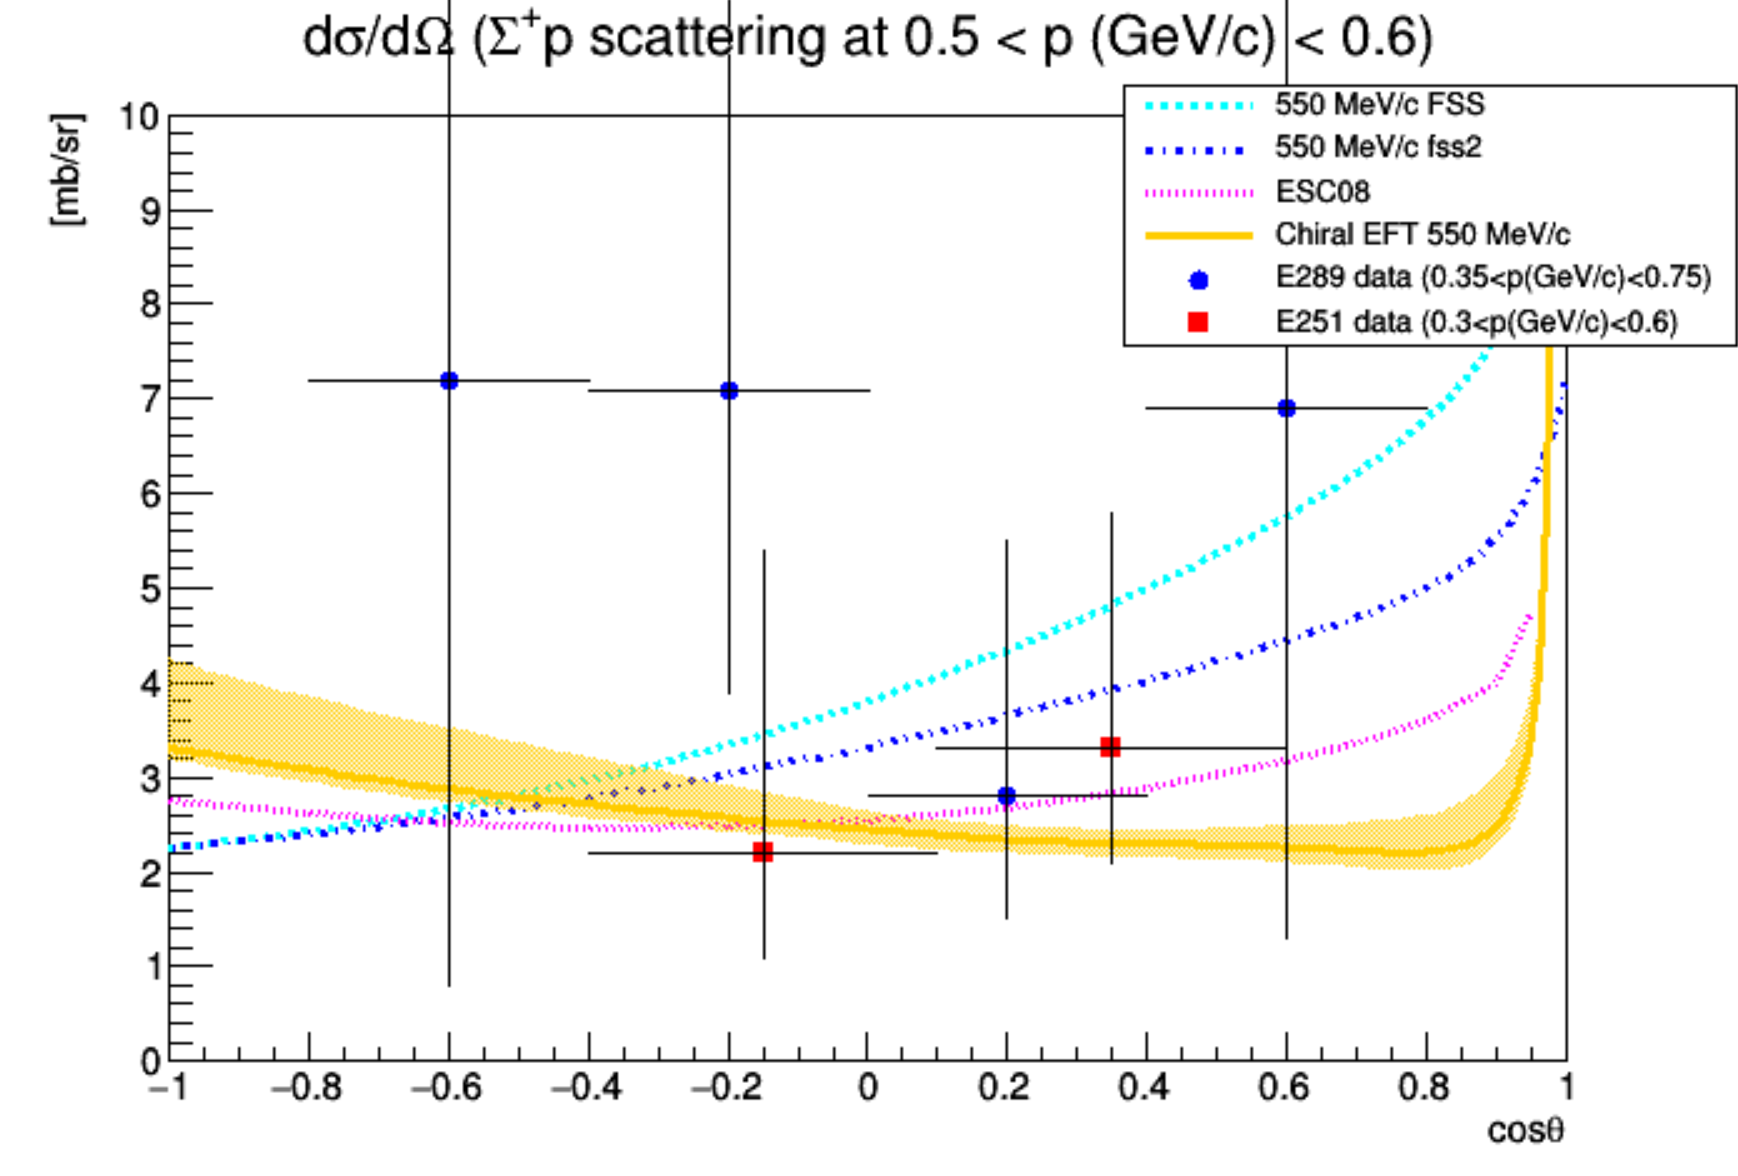 dσ/dΩ (Σ⁺p scattering at 0.5 < p (GeV/c) < 0.6)
550 MeV/c FSS
550 MeV/c fss2
ESC08
Chiral EFT 550 MeV/c
E289 data (0.35<p(GeV/c)<0.75)
E251 data (0.3<p(GeV/c)<0.6)
[mb/sr]
10
9
8
7
6
5
4
3
2
1
0
−1 −0.8 −0.6 −0.4 −0.2 0 0.2 0.4 0.6 0.8 1
cosθ